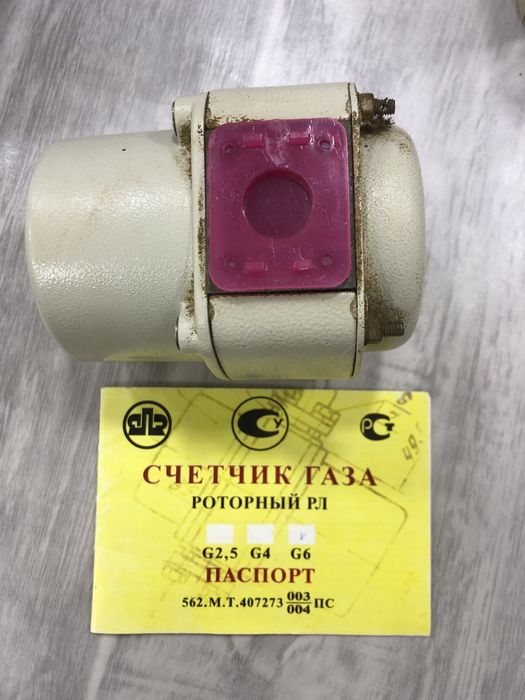 СЧЕТЧИК ГАЗА
РОТОРНЫЙ РЛ
V
G2,5 G4 G6
ПАСПОРТ
562.М.Т.407273 003/004 ПС